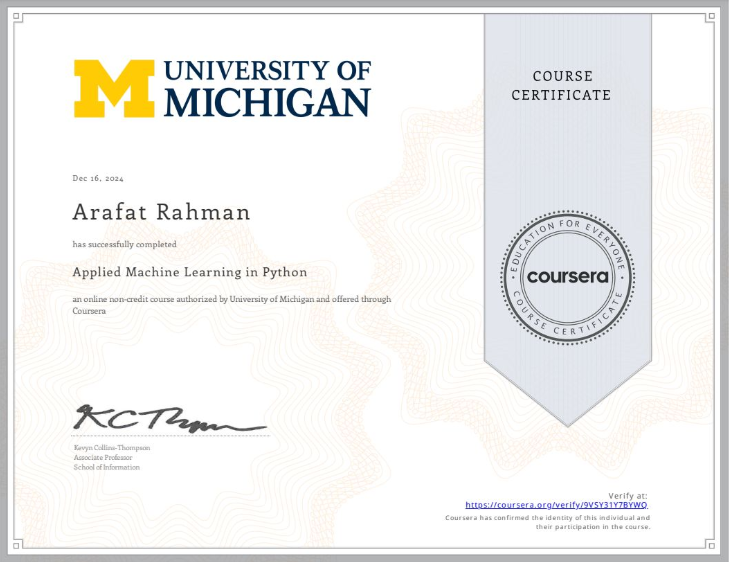 UNIVERSITY OF
MICHIGAN
COURSE
CERTIFICATE
Dec 16, 2024
Arafat Rahman
has successfully completed
Applied Machine Learning in Python
an online non-credit course authorized by University of Michigan and offered through
Coursera
EDUCATION FOR EVERYONE
coursera
COURSE CERTIFICATE
KC Thompson
Kevyn Collins-Thompson
Associate Professor
School of Information
Verify at:
https://coursera.org/verify/9V5Y31Y7BYWQ
Coursera has confirmed the identity of this individual and
their participation in the course.